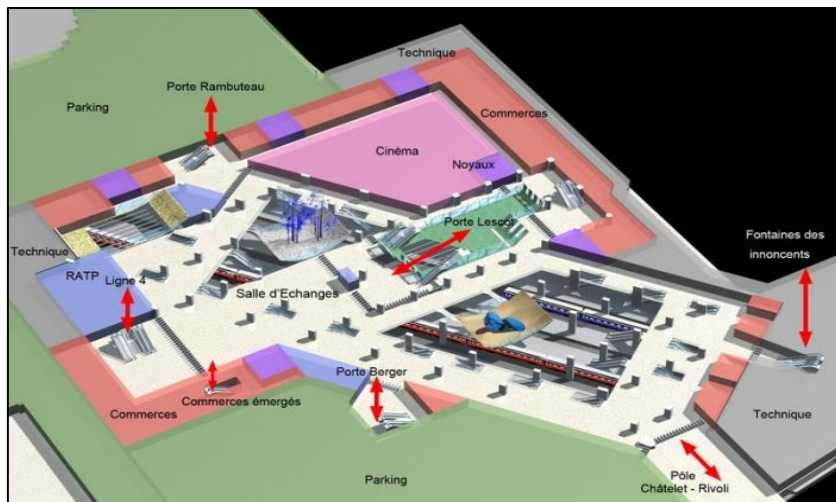 Technique
Porte Rambuteau
Parking
Commerces
Cinéma
Noyaux
Porte Lescot
Fontaines des
innoncents
Technique
RATP
Ligne 4
Salle d'Echanges
Porte Berger
Commerces émergés
Commerces
Technique
Parking
Pôle
Châtelet - Rivoli